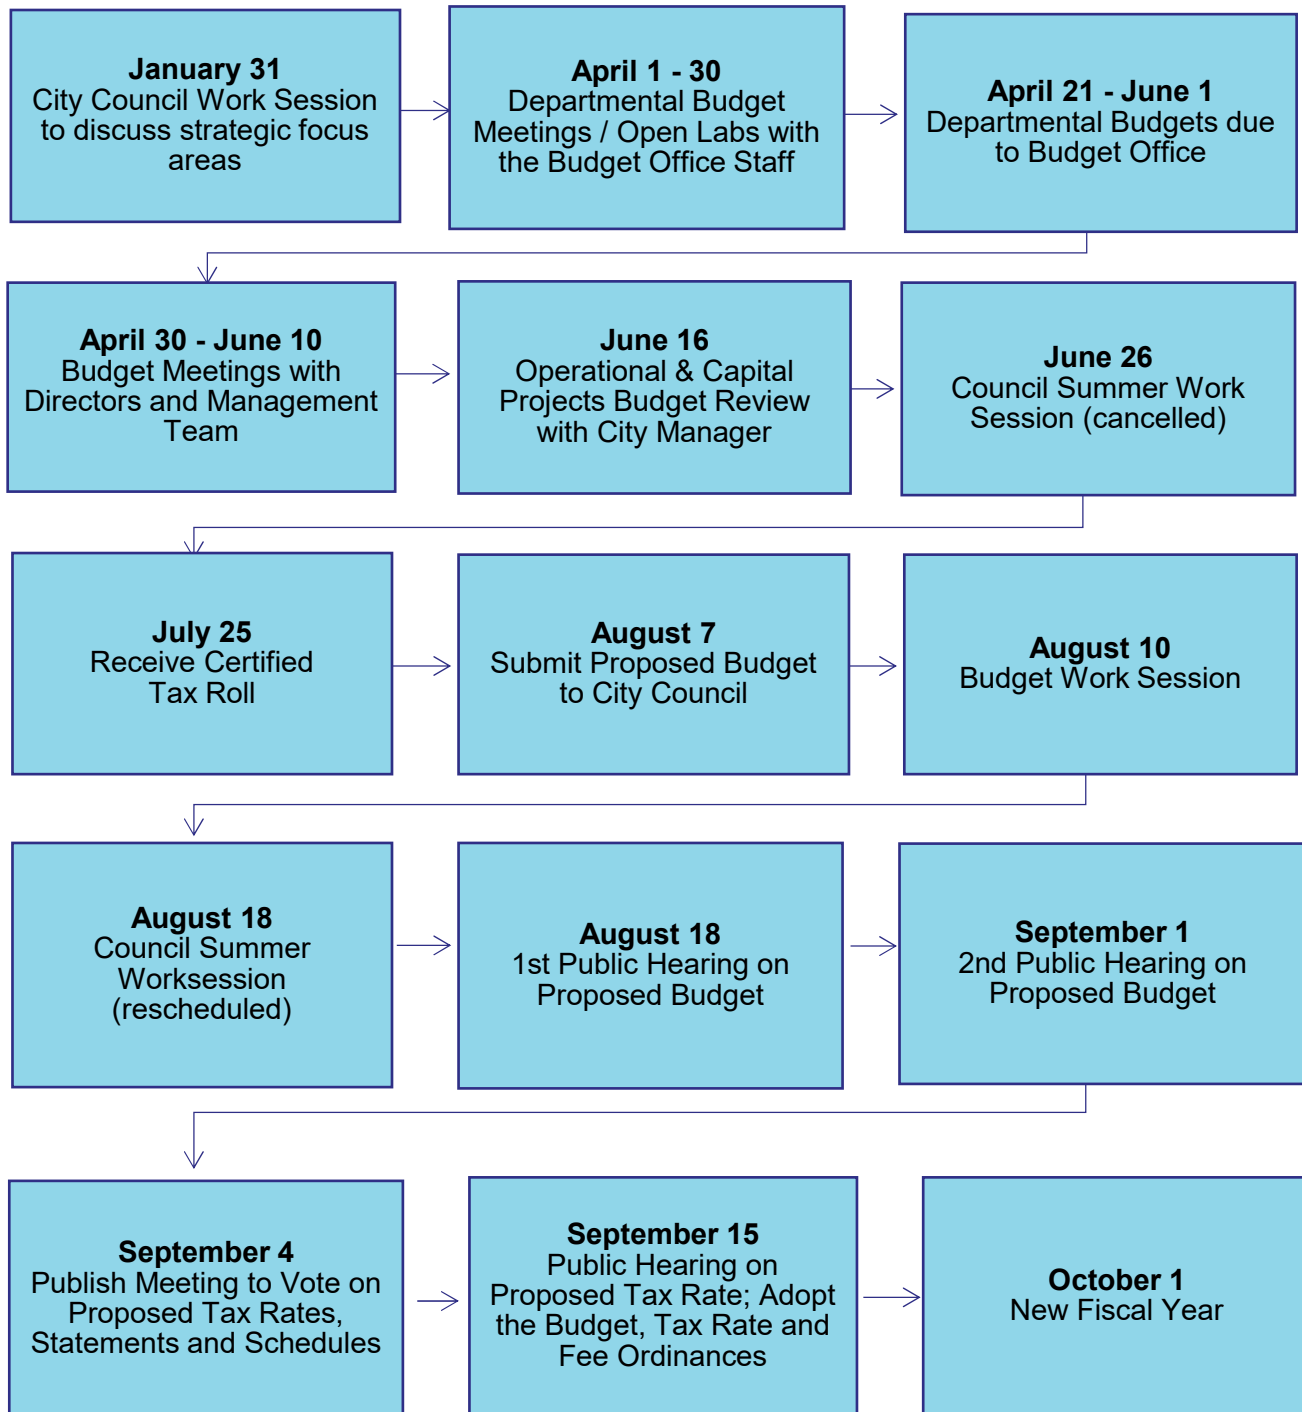 January 31
City Council Work Session
to discuss strategic focus
areas
April 1 - 30
Departmental Budget
Meetings / Open Labs with
the Budget Office Staff
April 21 - June 1
Departmental Budgets due
to Budget Office
April 30 - June 10
Budget Meetings with
Directors and Management
Team
June 16
Operational & Capital
Projects Budget Review
with City Manager
June 26
Council Summer Work
Session (cancelled)
July 25
Receive Certified
Tax Roll
August 7
Submit Proposed Budget
to City Council
August 10
Budget Work Session
August 18
Council Summer
Worksession
(rescheduled)
August 18
1st Public Hearing on
Proposed Budget
September 1
2nd Public Hearing on
Proposed Budget
September 4
Publish Meeting to Vote on
Proposed Tax Rates,
Statements and Schedules
September 15
Public Hearing on
Proposed Tax Rate; Adopt
the Budget, Tax Rate and
Fee Ordinances
October 1
New Fiscal Year